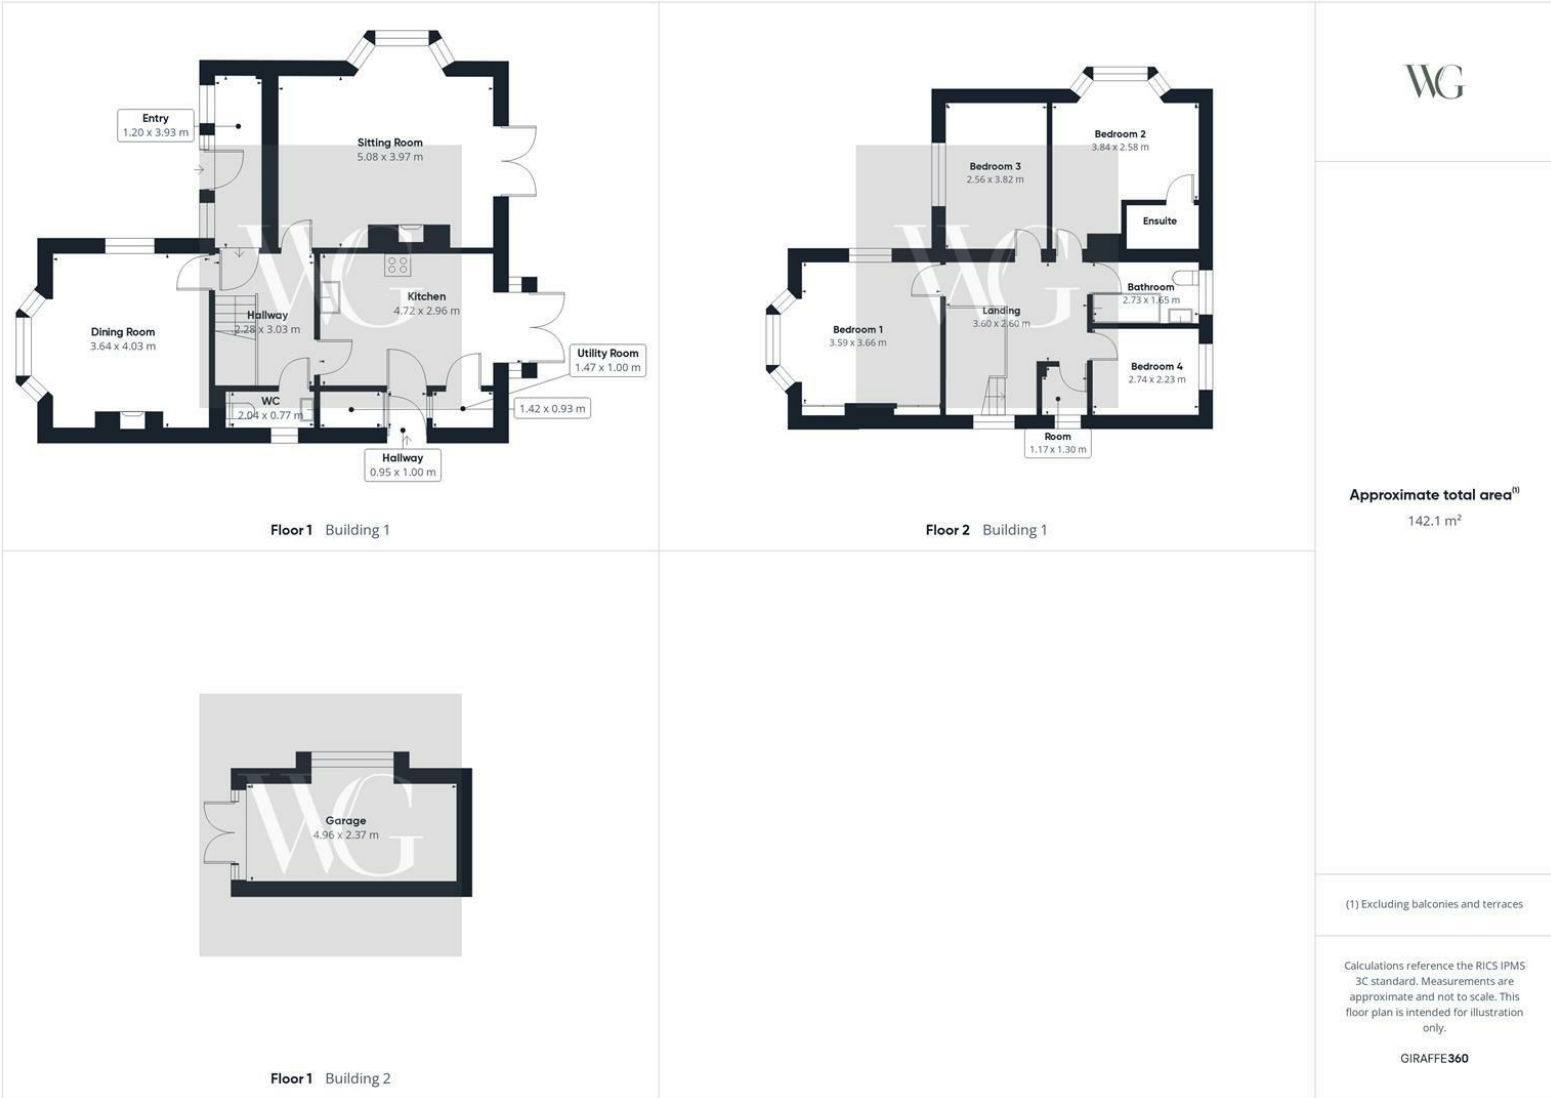 Entry
1.20 x 3.93 m
Sitting Room
5.08 x 3.97 m
WG
Kitchen
4.72 x 2.96 m
Hallway
2.28 x 3.03 m
Dining Room
3.64 x 4.03 m
Utility Room
1.47 x 1.00 m
WC
2.04 x 0.77 m
1.42 x 0.93 m
Hallway
0.95 x 1.00 m
Floor 1 Building 1
Bedroom 2
3.84 x 2.58 m
Bedroom 3
2.56 x 3.82 m
Ensuite
WG
Bathroom
2.73 x 1.65 m
Landing
3.60 x 2.60 m
Bedroom 1
3.59 x 3.66 m
Bedroom 4
2.74 x 2.23 m
Room
1.17 x 1.30 m
Floor 2 Building 1
WG
Garage
4.96 x 2.37 m
Floor 1 Building 2
WG
Approximate total area(1)
142.1 m²
(1) Excluding balconies and terraces
Calculations reference the RICS IPMS
3C standard. Measurements are
approximate and not to scale. This
floor plan is intended for illustration
only.
GIRAFFE360